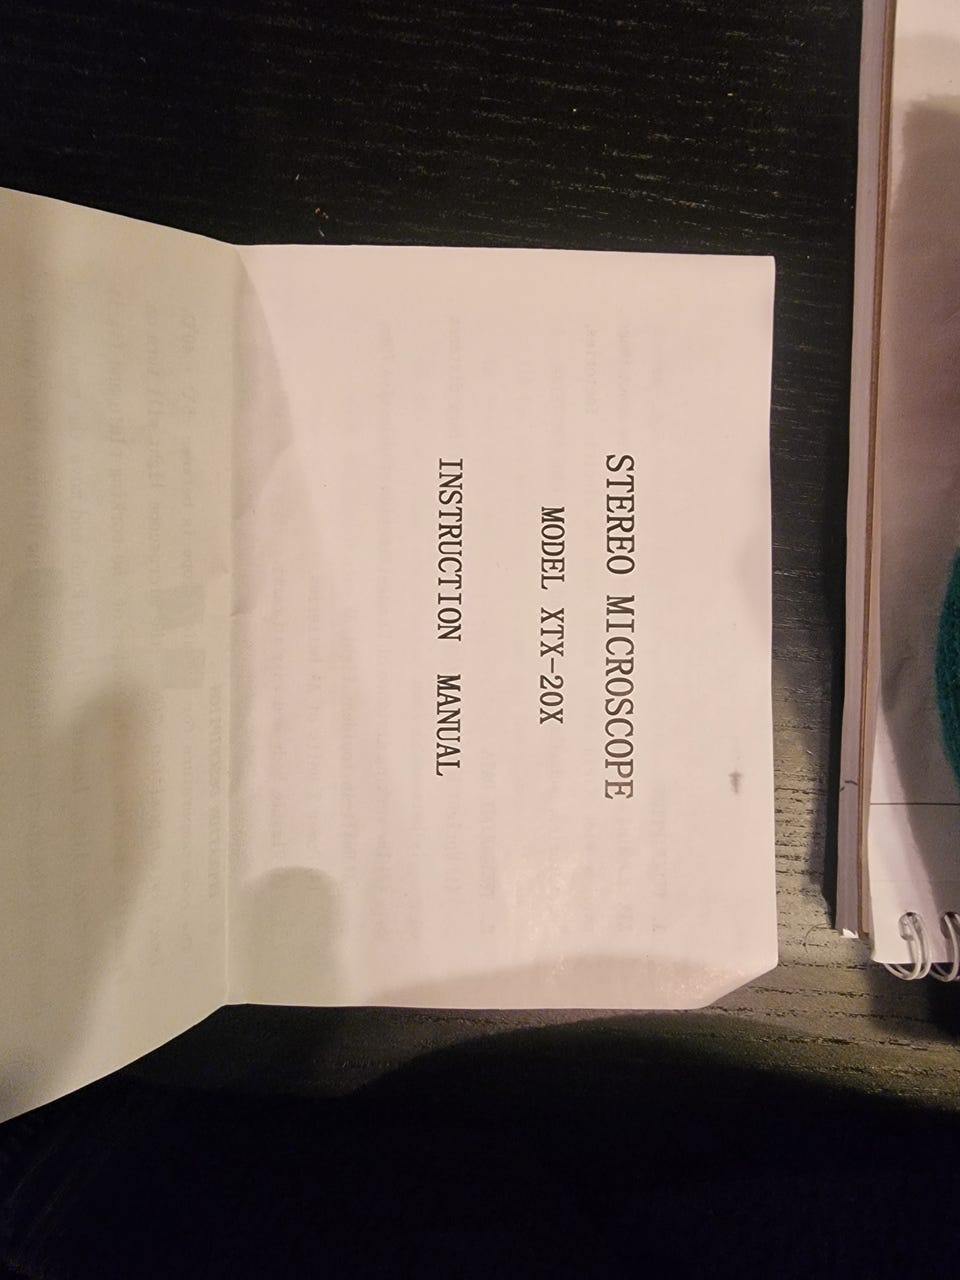 STEREO MICROSCOPE
MODEL XTX-20X
INSTRUCTION MANUAL